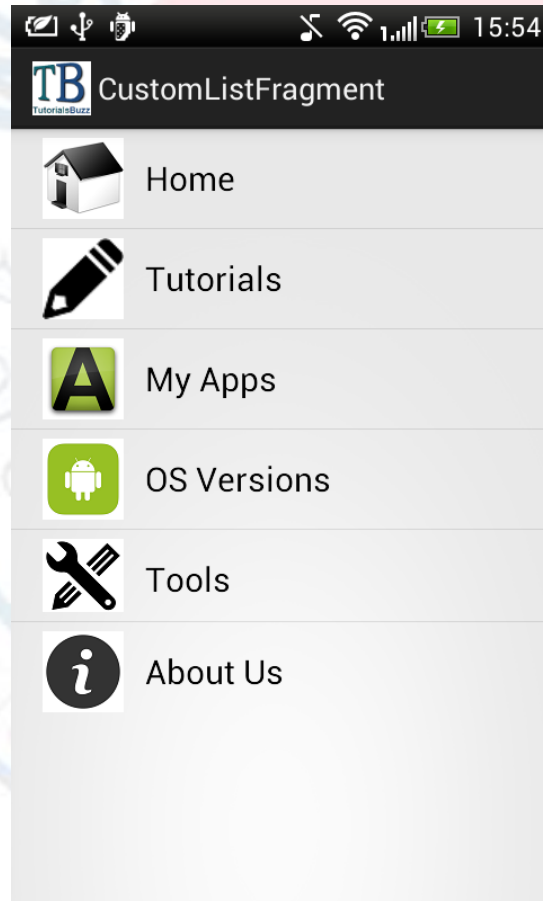 15:54
TB
TutorialsBuzz
CustomListFragment
Home
Tutorials
A
My Apps
OS Versions
Tools
i
About Us